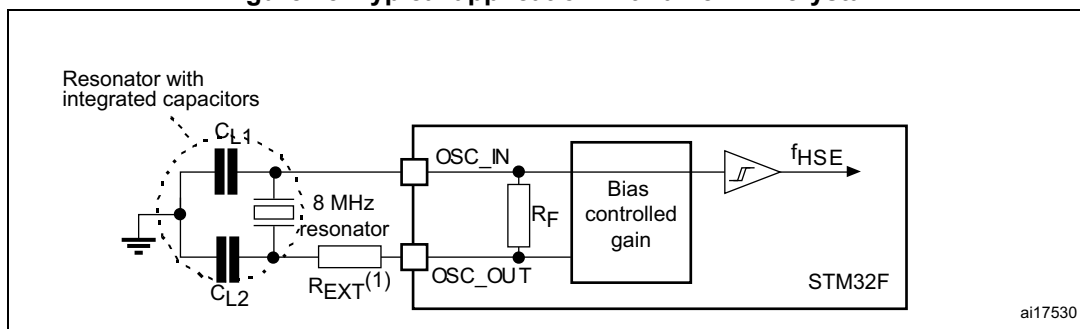 Resonator with
integrated capacitors
CL1
OSC_IN
fHSE
8 MHz
resonator
RF
Bias
controlled
gain
REXT(1)
OSC_OUT
STM32F
CL2
ai17530